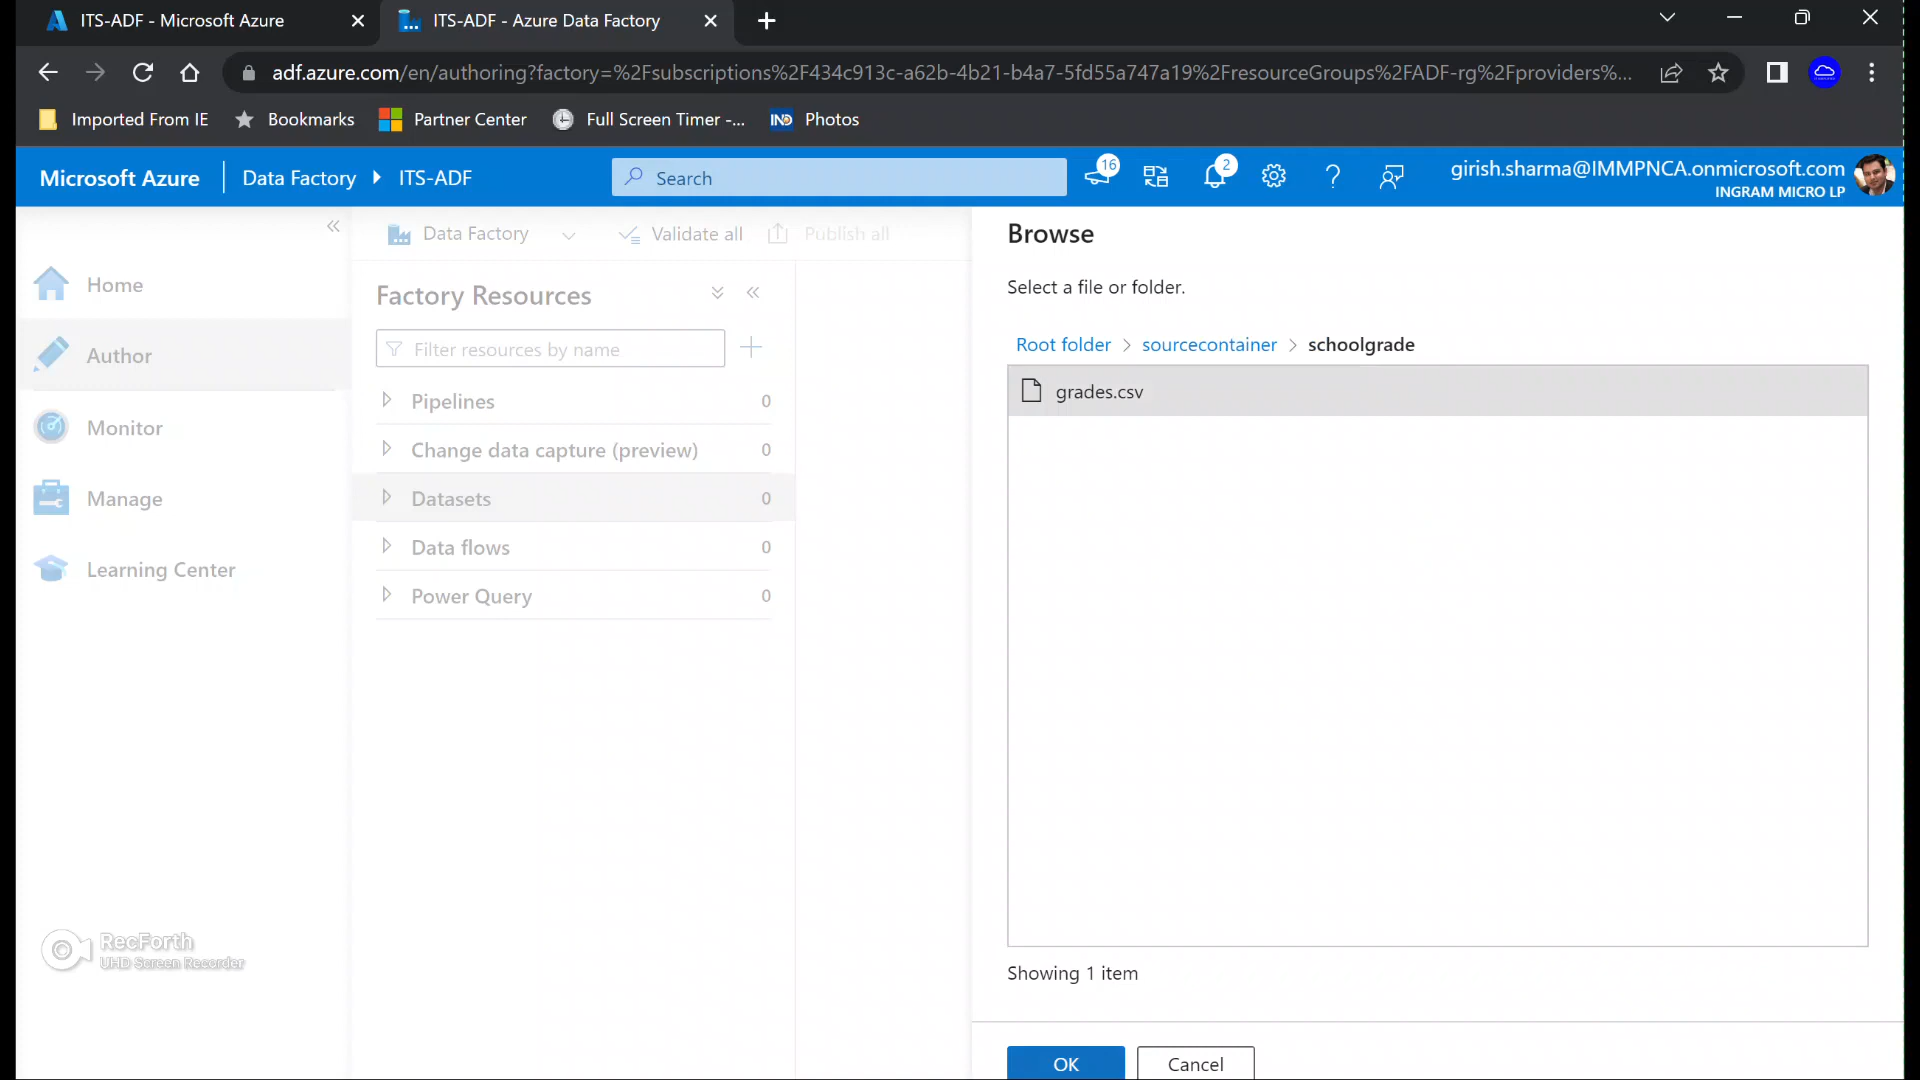 ITS-ADF - Microsoft Azure
ITS-ADF - Azure Data Factory
adf.azure.com/en/authoring?factory=%2Fsubscriptions%2F434c913c-a62b-4b21-b4a7-5fd55a747a19%2FresourceGroups%2FADF-rg%2Fproviders%...
Imported From IE
Bookmarks
Partner Center
Full Screen Timer -...
IND
Photos
Microsoft Azure
Data Factory
ITS-ADF
Search
16
2
girish.sharma@IMMPNCA.onmicrosoft.com
INGRAM MICRO LP
Home
Author
Monitor
Manage
Learning Center
Data Factory
Validate all
Publish all
Factory Resources
Filter resources by name
Pipelines 0
Change data capture (preview) 0
Datasets 0
Data flows 0
Power Query 0
Browse
Select a file or folder.
Root folder > sourcecontainer > schoolgrade
grades.csv
Showing 1 item
OK
Cancel
RecForth
UHD Screen Recorder